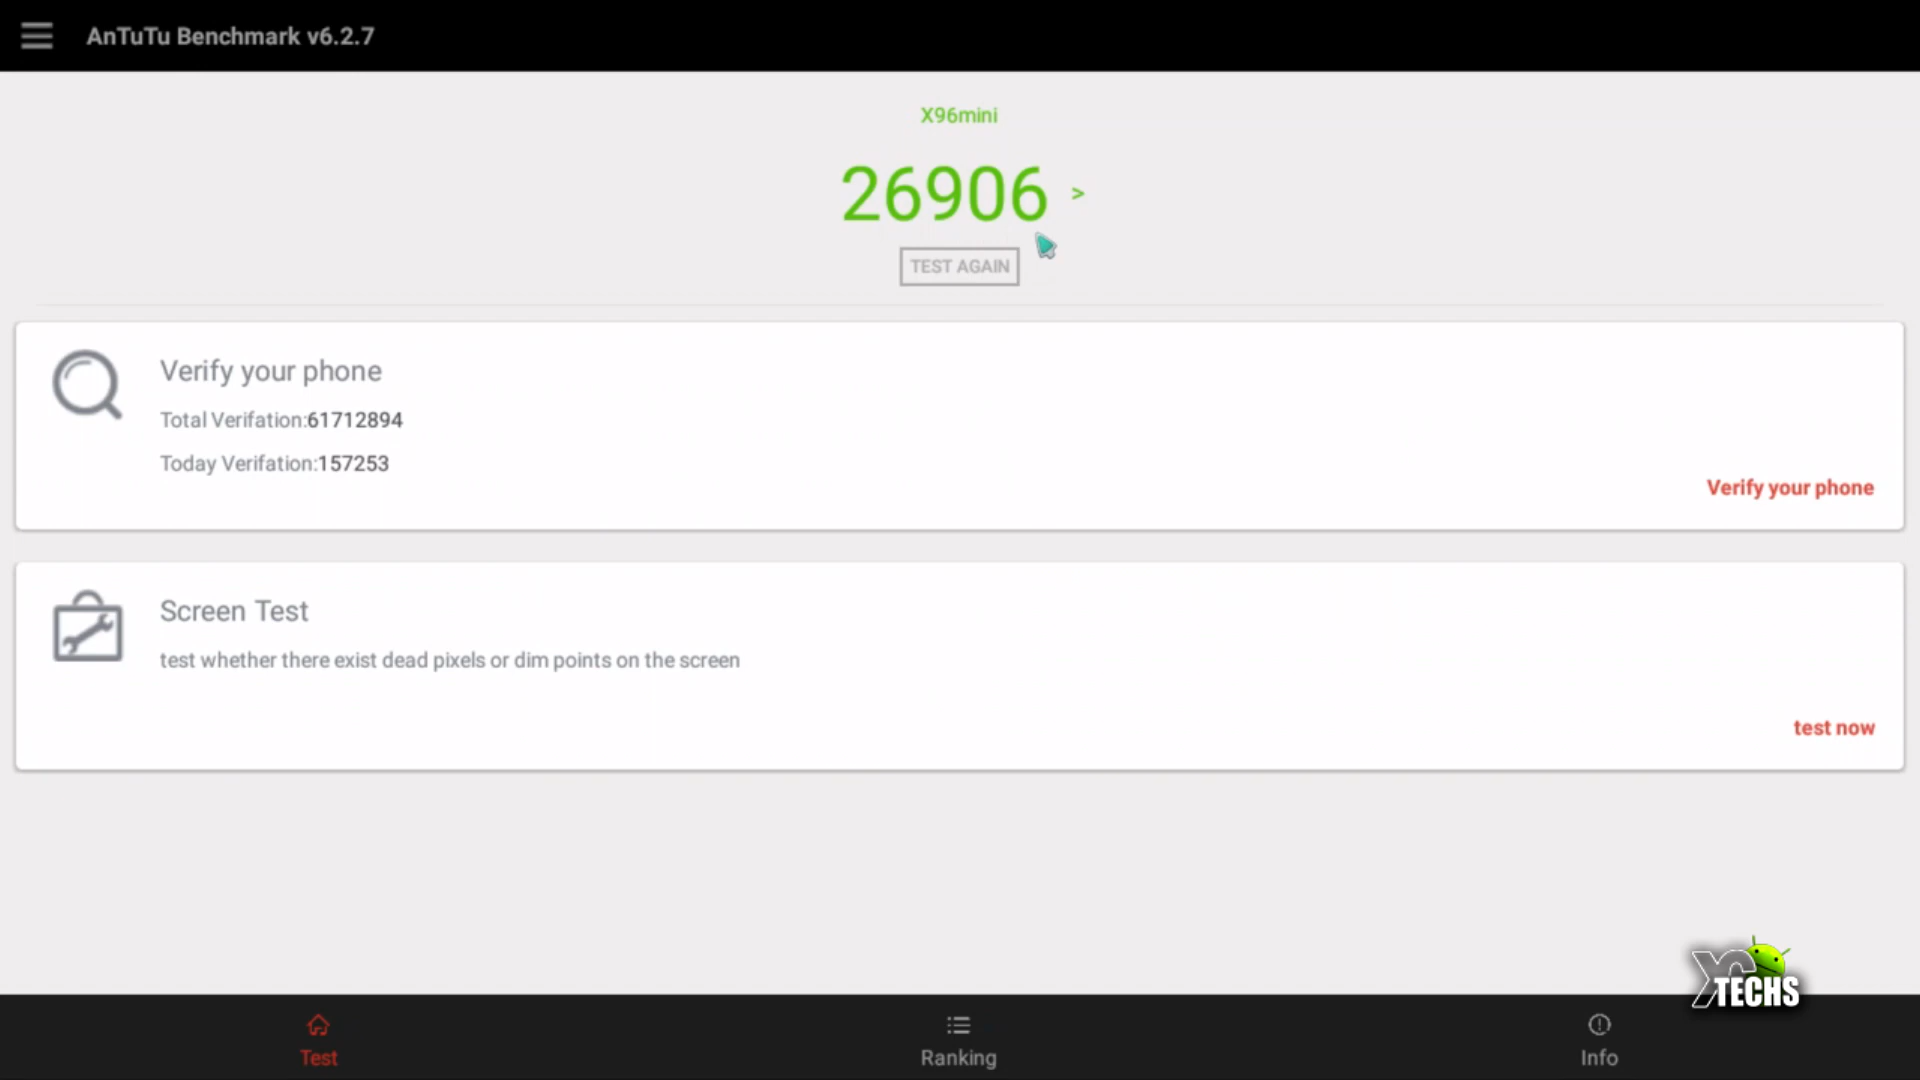 AnTuTu Benchmark v6.2.7
X96mini
26906 >
TEST AGAIN
Verify your phone
Total Verifation:61712894
Today Verifation:157253
Verify your phone
Screen Test
test whether there exist dead pixels or dim points on the screen
test now
TECHS
Test
Ranking
Info